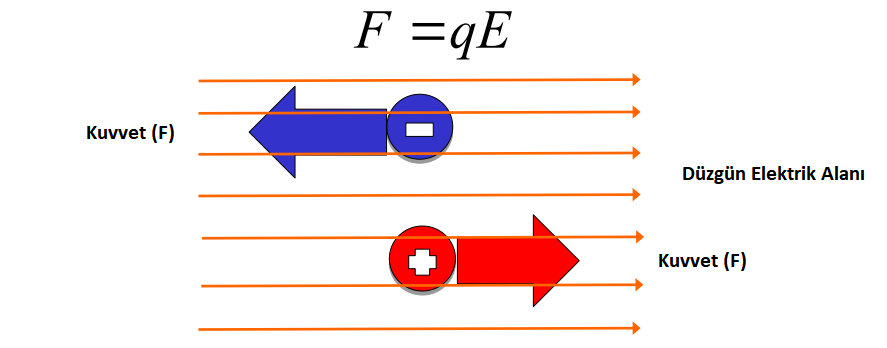 F = qE
Kuvvet (F)
Düzgün Elektrik Alanı
Kuvvet (F)